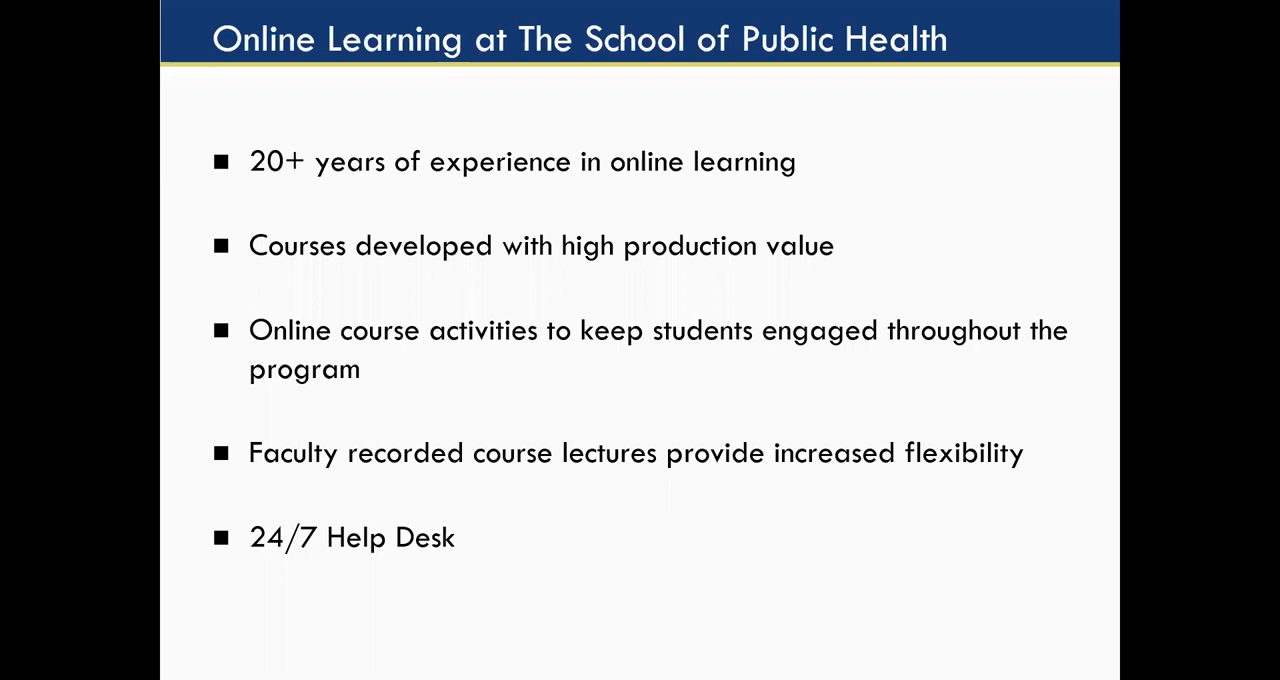 Online Learning at The School of Public Health
■ 20+ years of experience in online learning
■ Courses developed with high production value
■ Online course activities to keep students engaged throughout the
program
■ Faculty recorded course lectures provide increased flexibility
■ 24/7 Help Desk